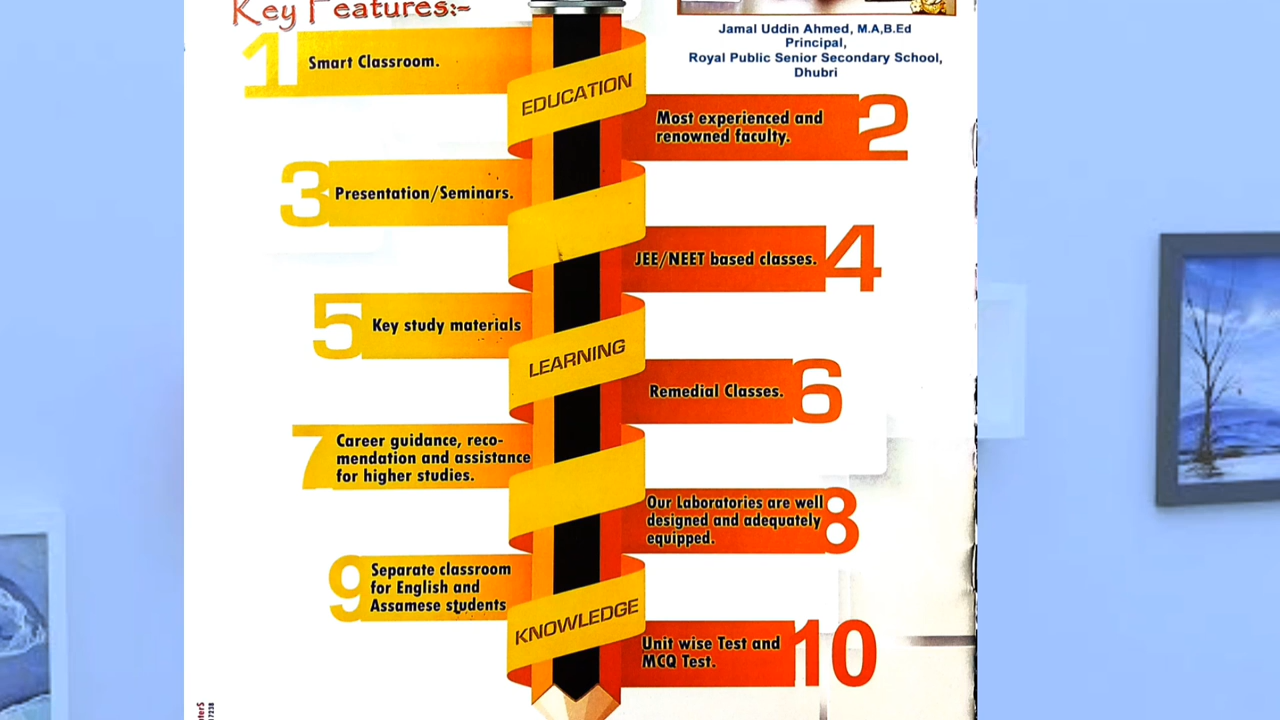 Key Features:-
Jamal Uddin Ahmed, M.A,B.Ed
Principal,
Royal Public Senior Secondary School,
Dhubri
1
Smart Classroom.
EDUCATION
2
Most experienced and
renowned faculty.
3
Presentation/Seminars.
4
JEE/NEET based classes.
5
Key study materials
LEARNING
6
Remedial Classes.
7
Career guidance, reco-
mendation and assistance
for higher studies.
8
Our Laboratories are well
designed and adequately
equipped.
9
Separate classroom
for English and
Assamese students
KNOWLEDGE
10
Unit wise Test and
MCQ Test.